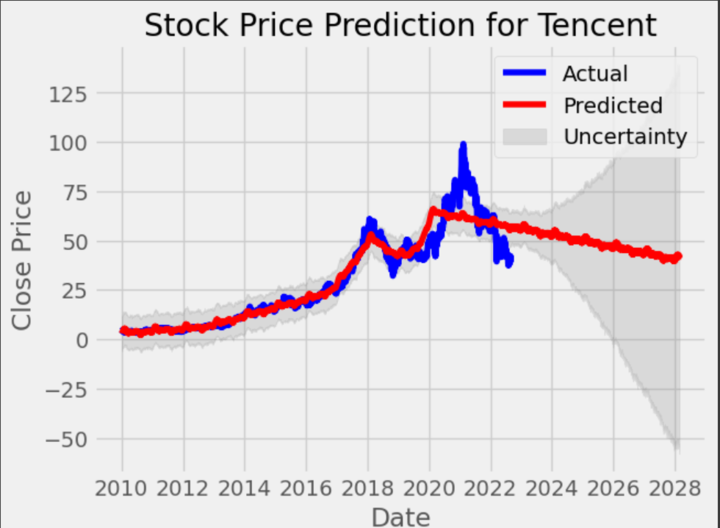 Stock Price Prediction for Tencent
Actual
Predicted
Uncertainty
Close Price
125
100
75
50
25
0
−25
−50
2010 2012 2014 2016 2018 2020 2022 2024 2026 2028
Date